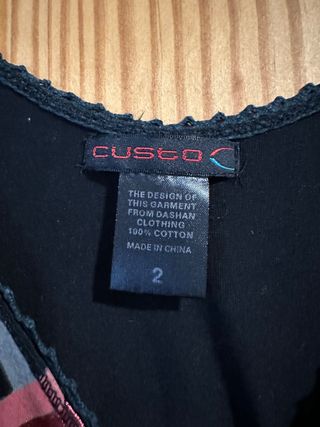 custo
THE DESIGN OF
THIS GARMENT
FROM DASHAN
CLOTHING
100% COTTON
MADE IN CHINA
2